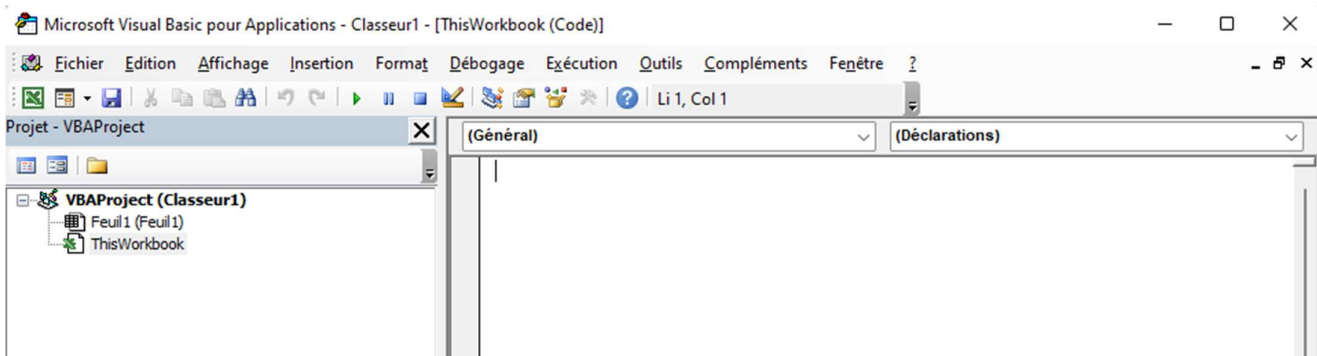 Microsoft Visual Basic pour Applications - Classeur1 - [ThisWorkbook (Code)]
Fichier Edition Affichage Insertion Format Débogage Exécution Outils Compléments Fenêtre ?
Li 1, Col 1
Projet - VBAProject
(Général) (Déclarations)
VBAProject (Classeur1)
Feuil1 (Feuil1)
ThisWorkbook